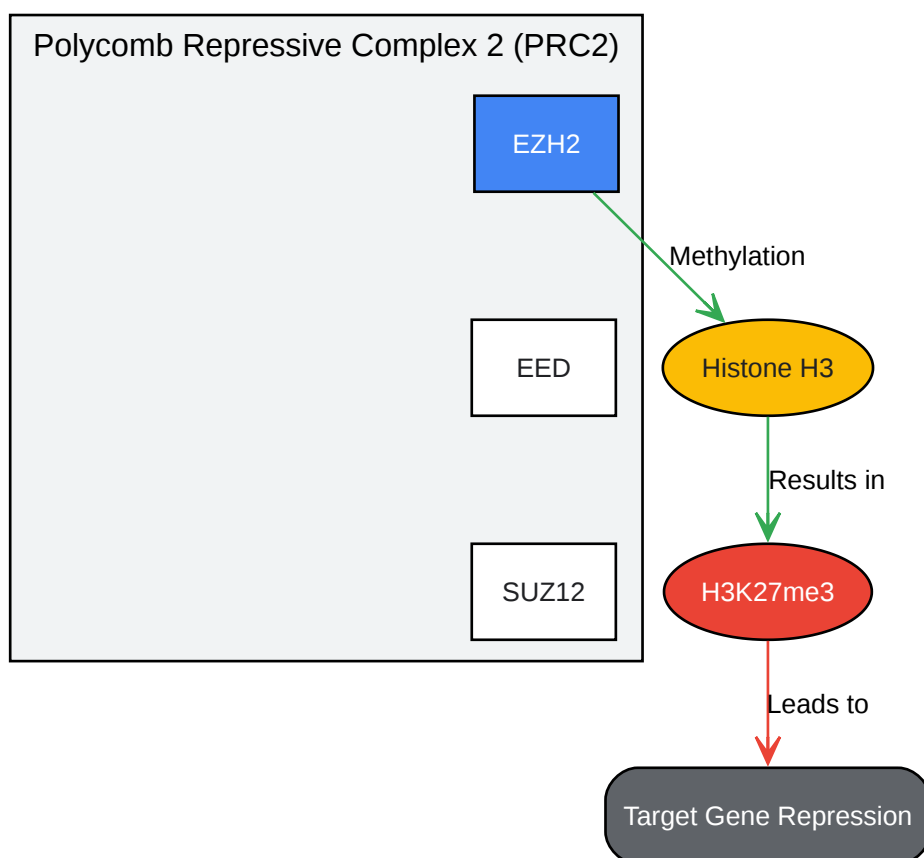 Polycomb Repressive Complex 2 (PRC2)
EZH2
Methylation
EED
Histone H3
Results in
SUZ12
H3K27me3
Leads to
Target Gene Repression